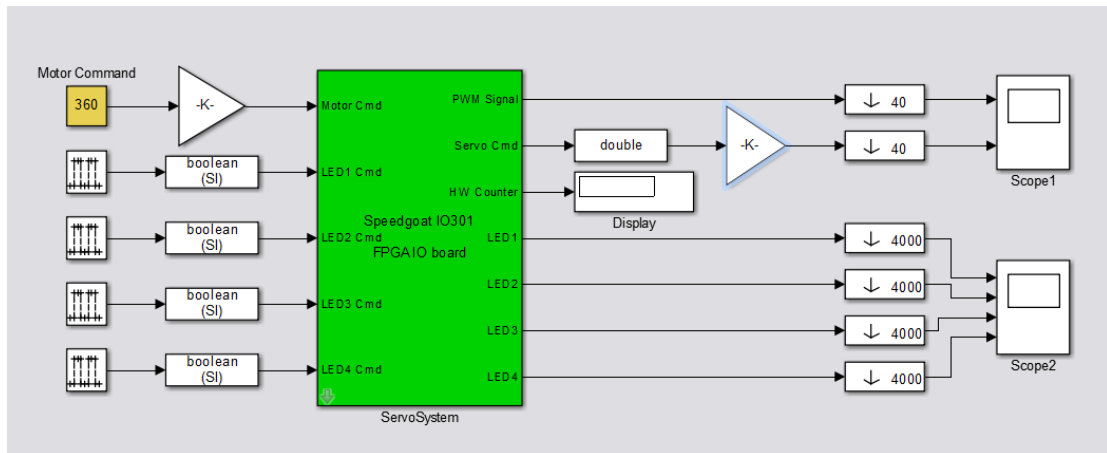 Motor Command
360
-K-
boolean
(SI)
boolean
(SI)
boolean
(SI)
boolean
(SI)
Motor Cmd
LED1 Cmd
LED2 Cmd
LED3 Cmd
LED4 Cmd
Speedgoat IO301
FPGAIO board
PWM Signal
Servo Cmd
HW Counter
LED1
LED2
LED3
LED4
ServoSystem
double
-K-
Display
40
40
4000
4000
4000
4000
Scope1
Scope2